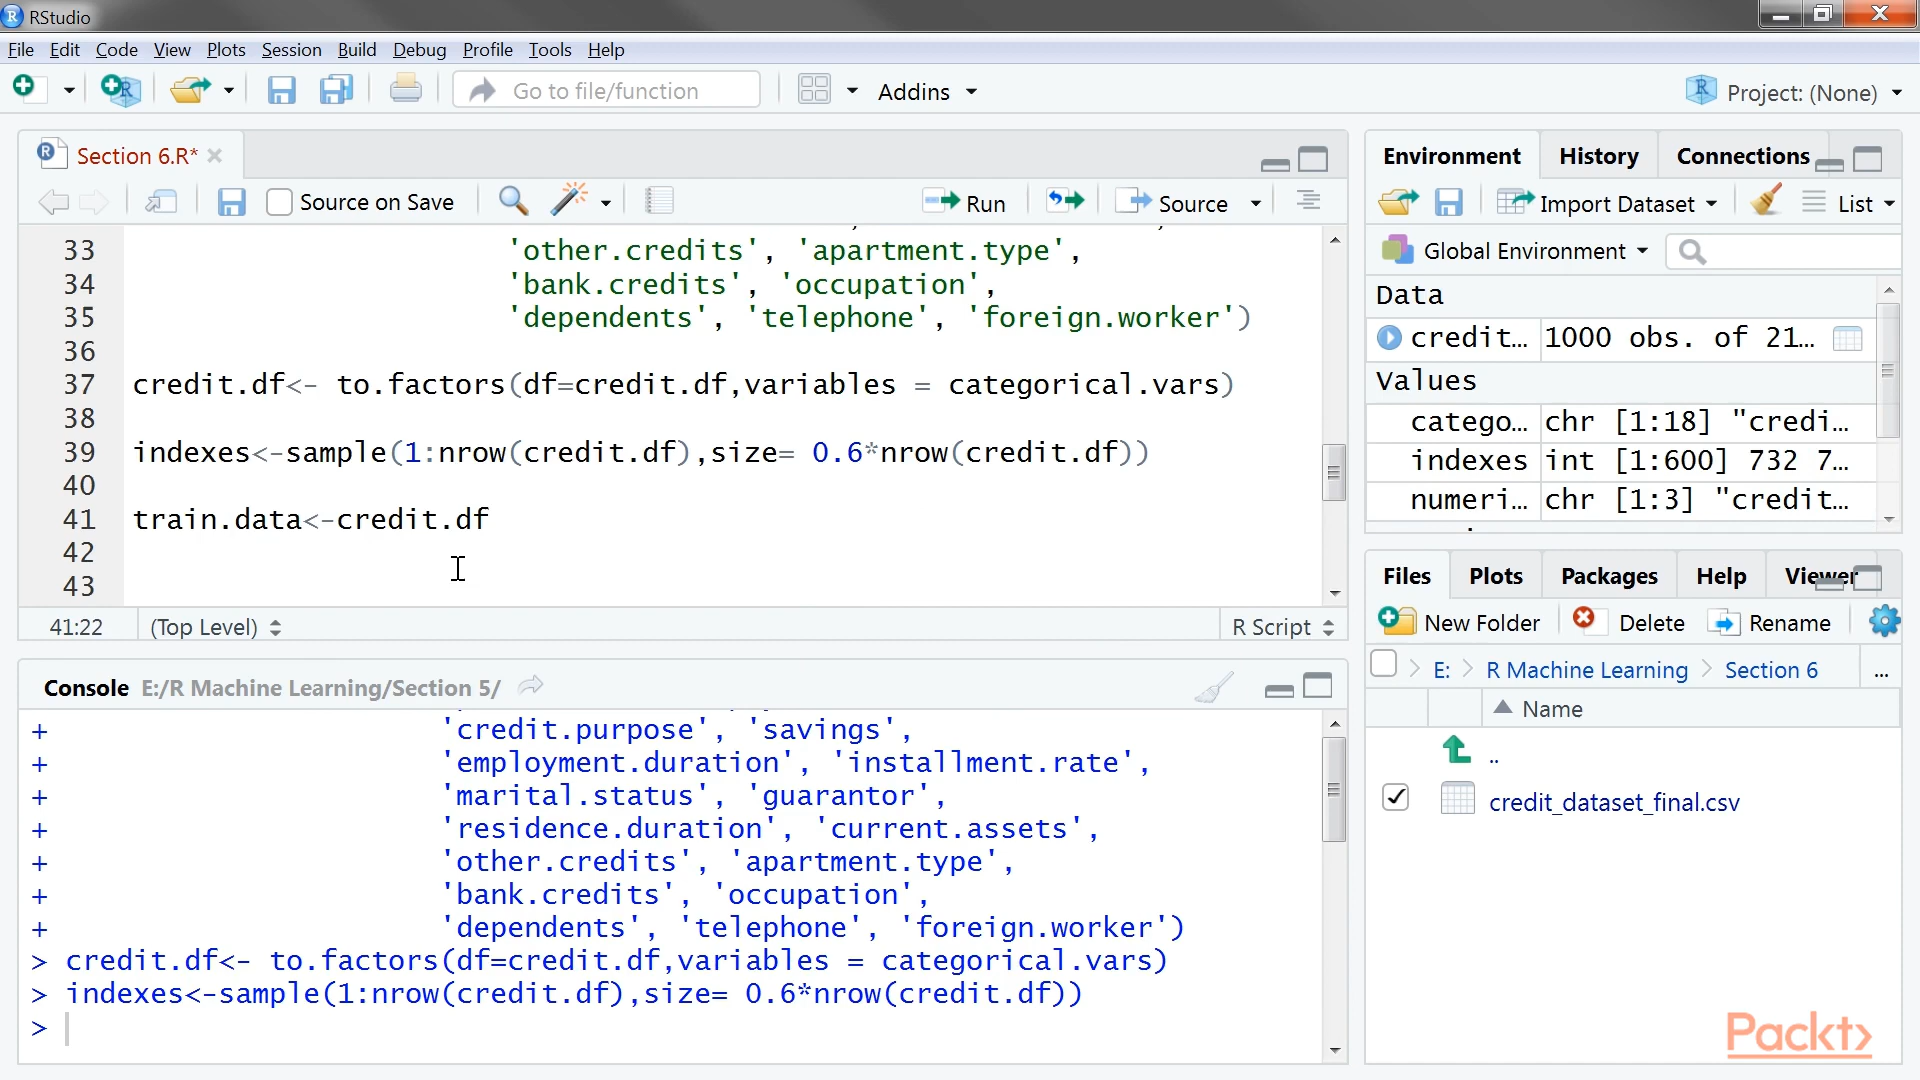 RStudio
File Edit Code View Plots Session Build Debug Profile Tools Help
Go to file/function Addins Project: (None)
Section 6.R*
Source on Save Run Source
33 'other.credits', 'apartment.type',
34 'bank.credits', 'occupation',
35 'dependents', 'telephone', 'foreign.worker')
36
37 credit.df<- to.factors(df=credit.df,variables = categorical.vars)
38
39 indexes<-sample(1:nrow(credit.df),size= 0.6*nrow(credit.df))
40
41 train.data<-credit.df
42
43
41:22 (Top Level) R Script
Console E:/R Machine Learning/Section 5/
+ 'credit.purpose', 'savings',
+ 'employment.duration', 'installment.rate',
+ 'marital.status', 'guarantor',
+ 'residence.duration', 'current.assets',
+ 'other.credits', 'apartment.type',
+ 'bank.credits', 'occupation',
+ 'dependents', 'telephone', 'foreign.worker')
> credit.df<- to.factors(df=credit.df,variables = categorical.vars)
> indexes<-sample(1:nrow(credit.df),size= 0.6*nrow(credit.df))
>
Environment History Connections
Import Dataset List
Global Environment
Data
credit… 1000 obs. of 21…
Values
catego… chr [1:18] "credi…
indexes int [1:600] 732 7…
numeri… chr [1:3] "credit…
Files Plots Packages Help Viewer
New Folder Delete Rename
E: R Machine Learning Section 6 ...
Name
..
credit_dataset_final.csv
Packt>